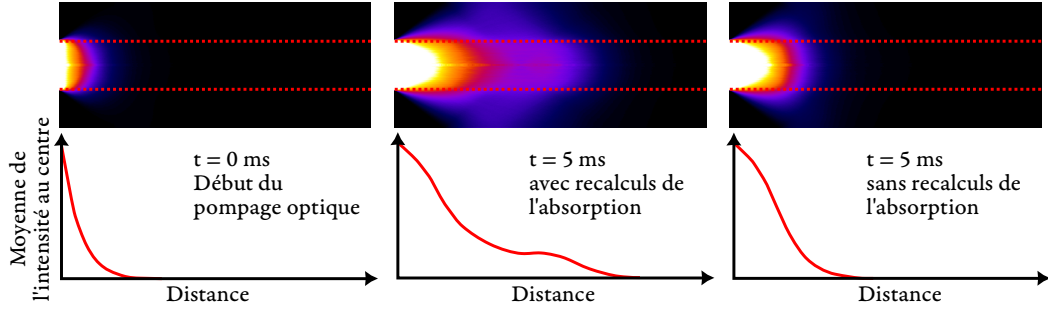 Moyenne de
l'intensité au centre
t = 0 ms
Début du
pompage optique
Distance
t = 5 ms
avec recalculs de
l'absorption
Distance
t = 5 ms
sans recalculs de
l'absorption
Distance